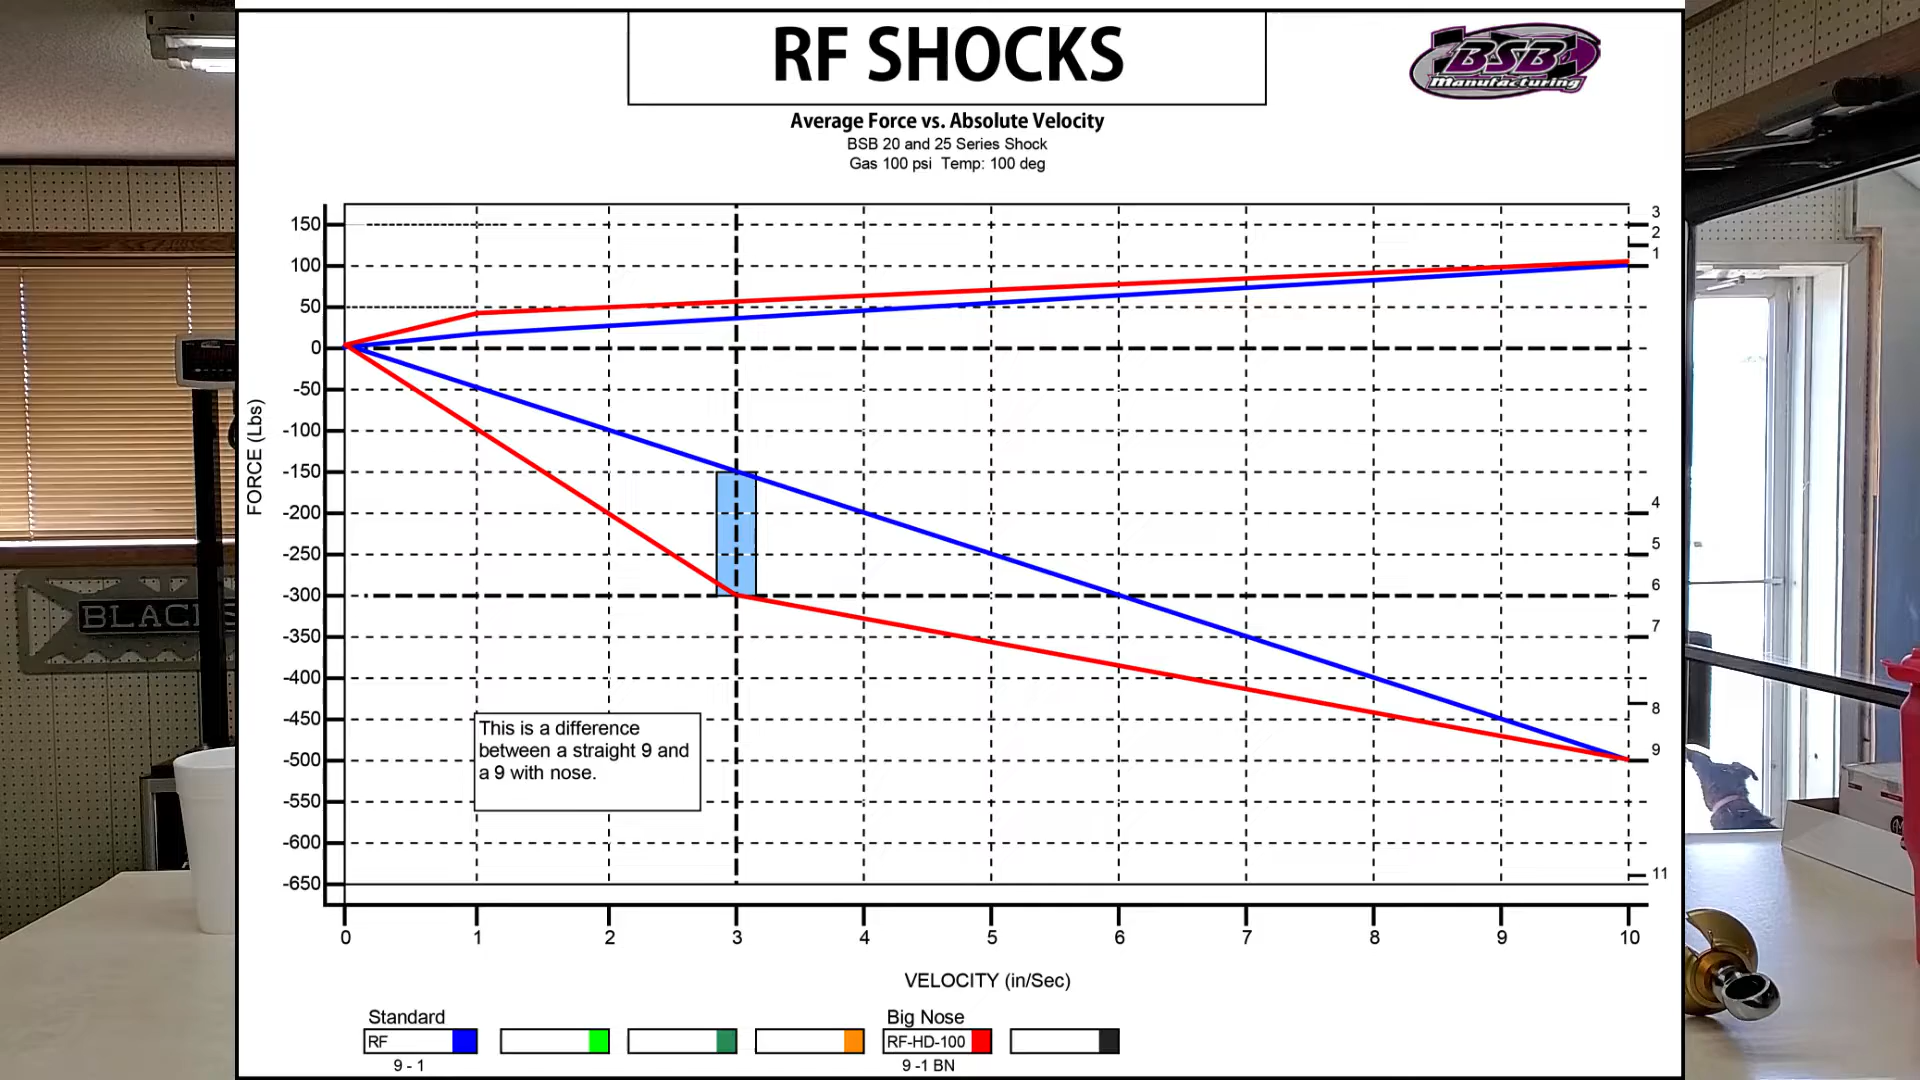 RF SHOCKS
BSB
Manufacturing
Average Force vs. Absolute Velocity
BSB 20 and 25 Series Shock
Gas 100 psi Temp: 100 deg
FORCE (Lbs)
150
100
50
0
-50
-100
-150
-200
-250
-300
-350
-400
-450
-500
-550
-600
-650
3
2
1
4
5
6
7
8
9
11
This is a difference
between a straight 9 and
a 9 with nose.
0 1 2 3 4 5 6 7 8 9 10
VELOCITY (in/Sec)
Standard
RF
9 - 1
Big Nose
RF-HD-100
9 -1 BN